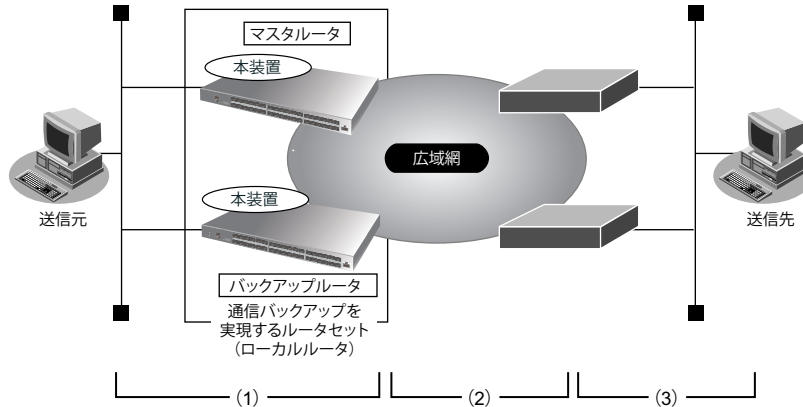 マスタルータ
本装置
広域網
送信元
送信先
本装置
バックアップルータ
通信バックアップを
実現するルータセット
(ローカルルータ)
(1)
(2)
(3)